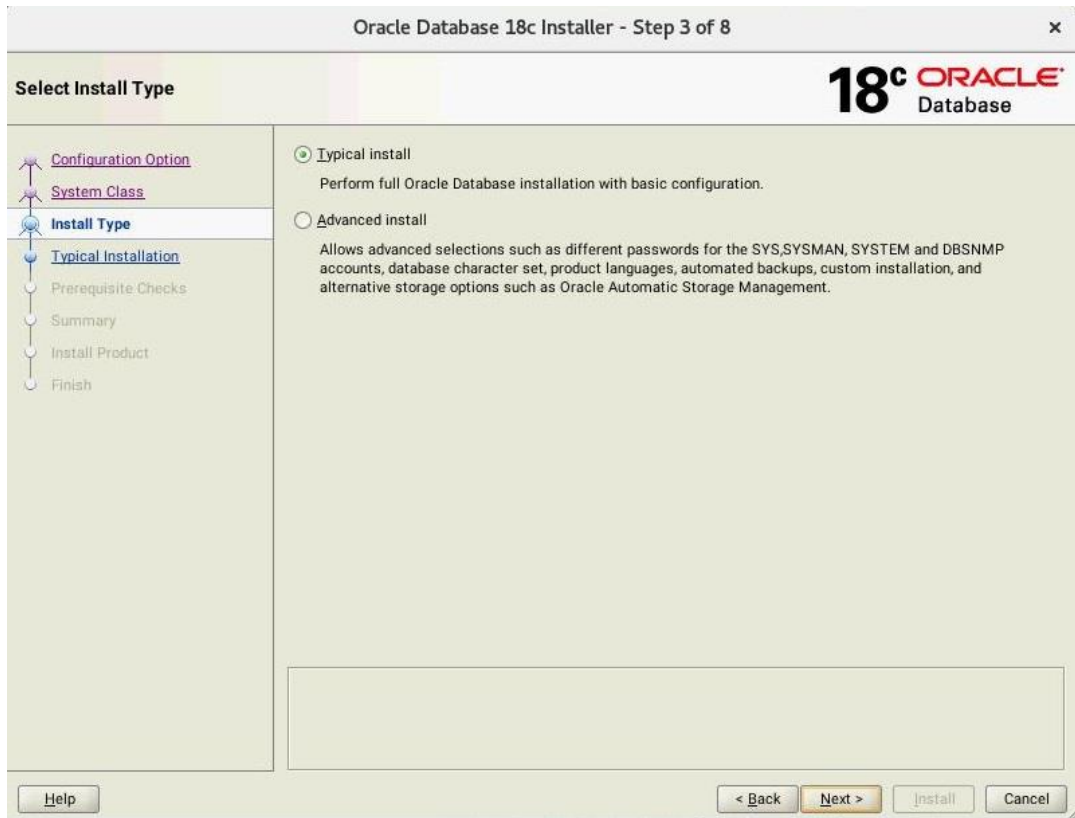 Oracle Database 18c Installer - Step 3 of 8
Select Install Type
18c ORACLE
Database
Configuration Option
System Class
Install Type
Typical Installation
Prerequisite Checks
Summary
Install Product
Finish
Typical install
Perform full Oracle Database installation with basic configuration.
Advanced install
Allows advanced selections such as different passwords for the SYS,SYSMAN, SYSTEM and DBSNMP
accounts, database character set, product languages, automated backups, custom installation, and
alternative storage options such as Oracle Automatic Storage Management.
Help
< Back
Next >
Install
Cancel